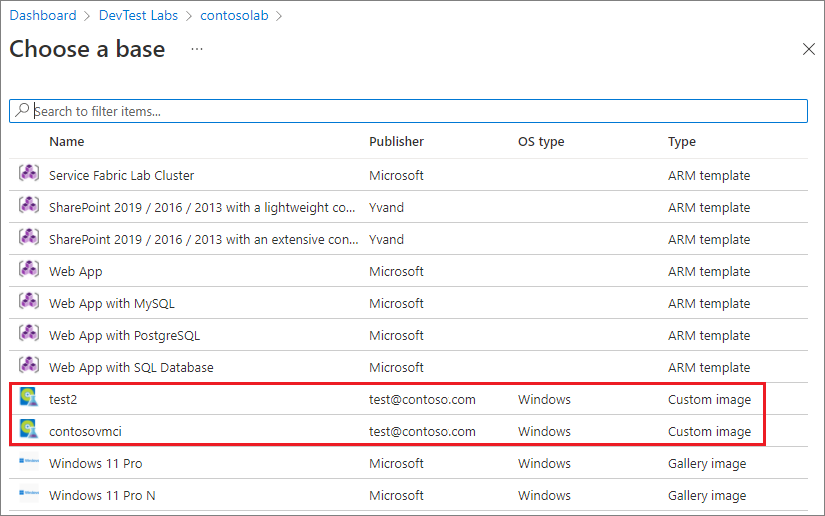 Dashboard > DevTest Labs > contosolab >
Choose a base ...
Search to filter items...
Name Publisher OS type Type
Service Fabric Lab Cluster Microsoft ARM template
SharePoint 2019 / 2016 / 2013 with a lightweight co... Yvand ARM template
SharePoint 2019 / 2016 / 2013 with an extensive con... Yvand ARM template
Web App Microsoft ARM template
Web App with MySQL Microsoft ARM template
Web App with PostgreSQL Microsoft ARM template
Web App with SQL Database Microsoft ARM template
test2 test@contoso.com Windows Custom image
contosovmci test@contoso.com Windows Custom image
Windows 11 Pro Microsoft Gallery image
Windows 11 Pro N Microsoft Gallery image